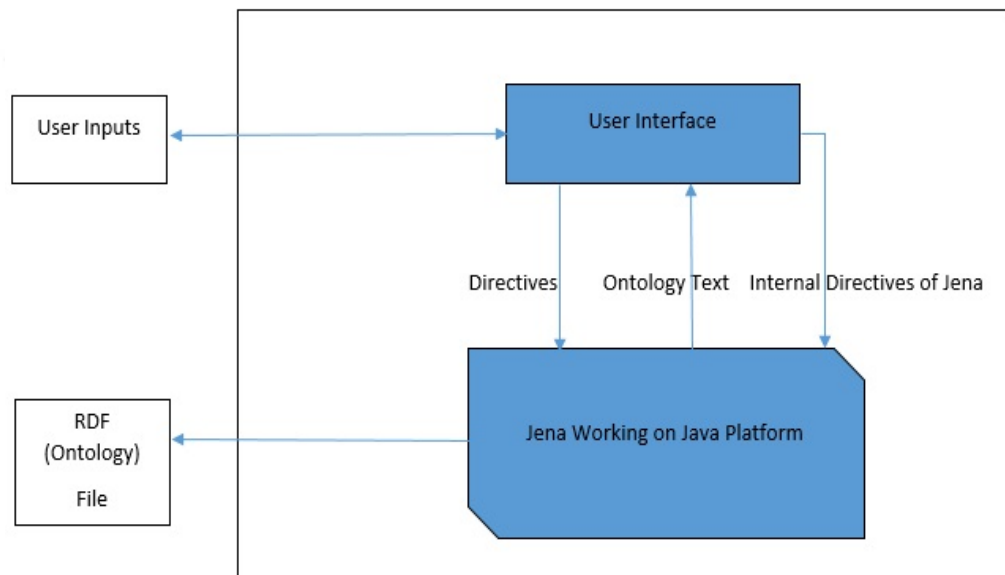 User Inputs
User Interface
Directives
Ontology Text
Internal Directives of Jena
RDF
(Ontology)
File
Jena Working on Java Platform